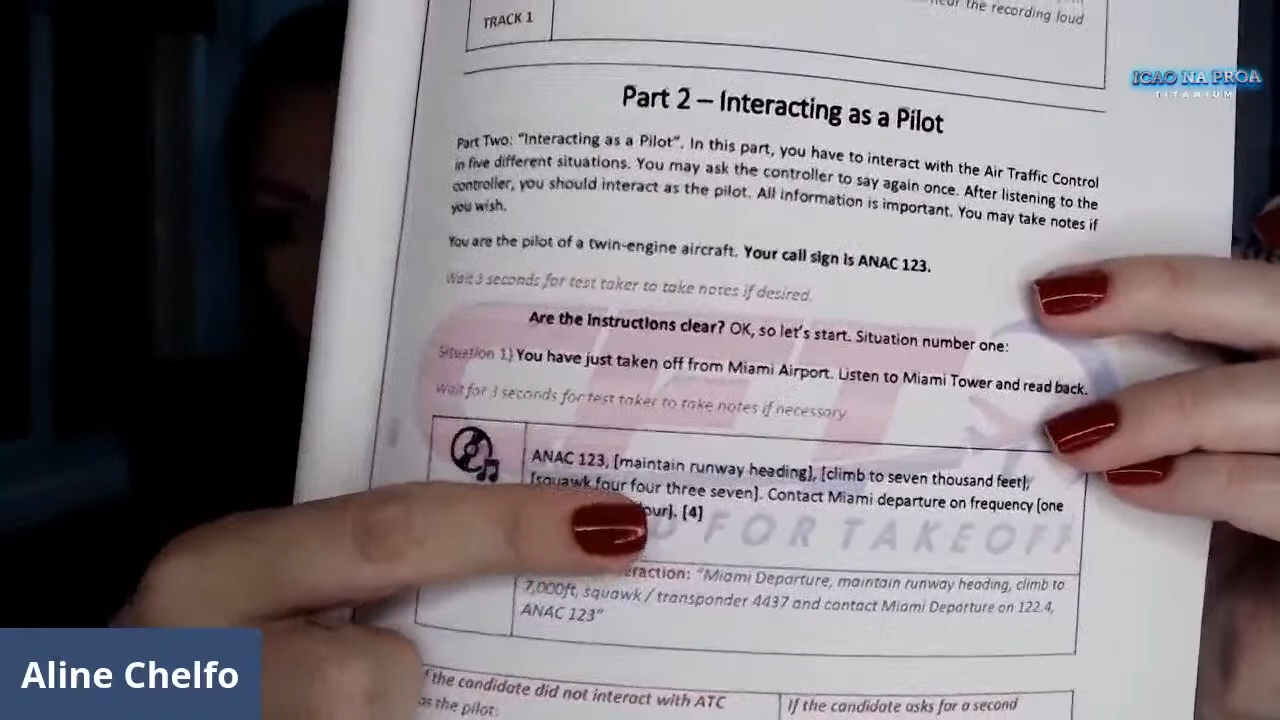 hear the recording loud
TRACK 1
ICAO NA PROA
TITANIUM
Part 2 – Interacting as a Pilot
Part Two: "Interacting as a Pilot". In this part, you have to interact with the Air Traffic Control
in five different situations. You may ask the controller to say again once. After listening to the
controller, you should interact as the pilot. All information is important. You may take notes if
you wish.
You are the pilot of a twin-engine aircraft. Your call sign is ANAC 123.
Wait 3 seconds for test taker to take notes if desired.
Are the instructions clear? OK, so let's start. Situation number one:
Situation 1) You have just taken off from Miami Airport. Listen to Miami Tower and read back.
Wait for 3 seconds for test taker to take notes if necessary
ANAC 123, [maintain runway heading], [climb to seven thousand feet],
[squawk four four three seven]. Contact Miami departure on frequency [one
four]. [4]
FOR TAKEOFF
"Miami Departure, maintain runway heading, climb to
7,000ft, squawk / transponder 4437 and contact Miami Departure on 122.4,
ANAC 123"
If the candidate did not interact with ATC
as the pilot:
If the candidate asks for a second
Aline Chelfo